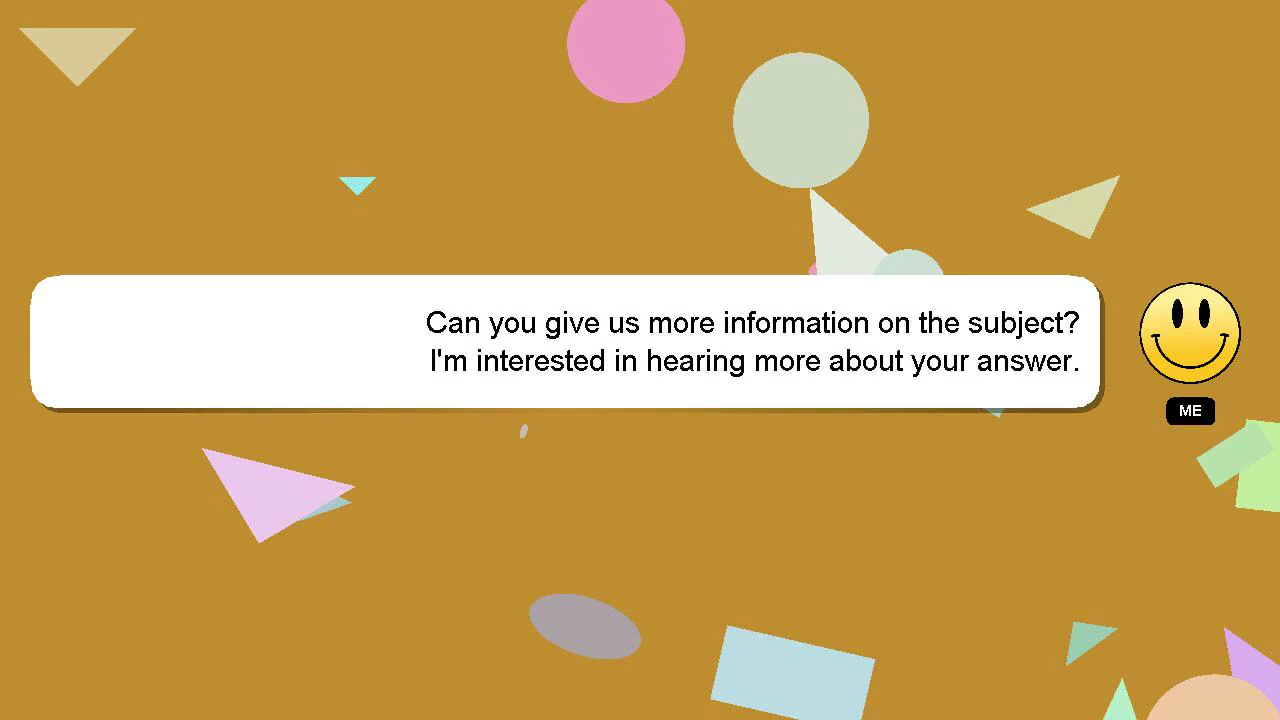 Can you give us more information on the subject?
I'm interested in hearing more about your answer.
ME